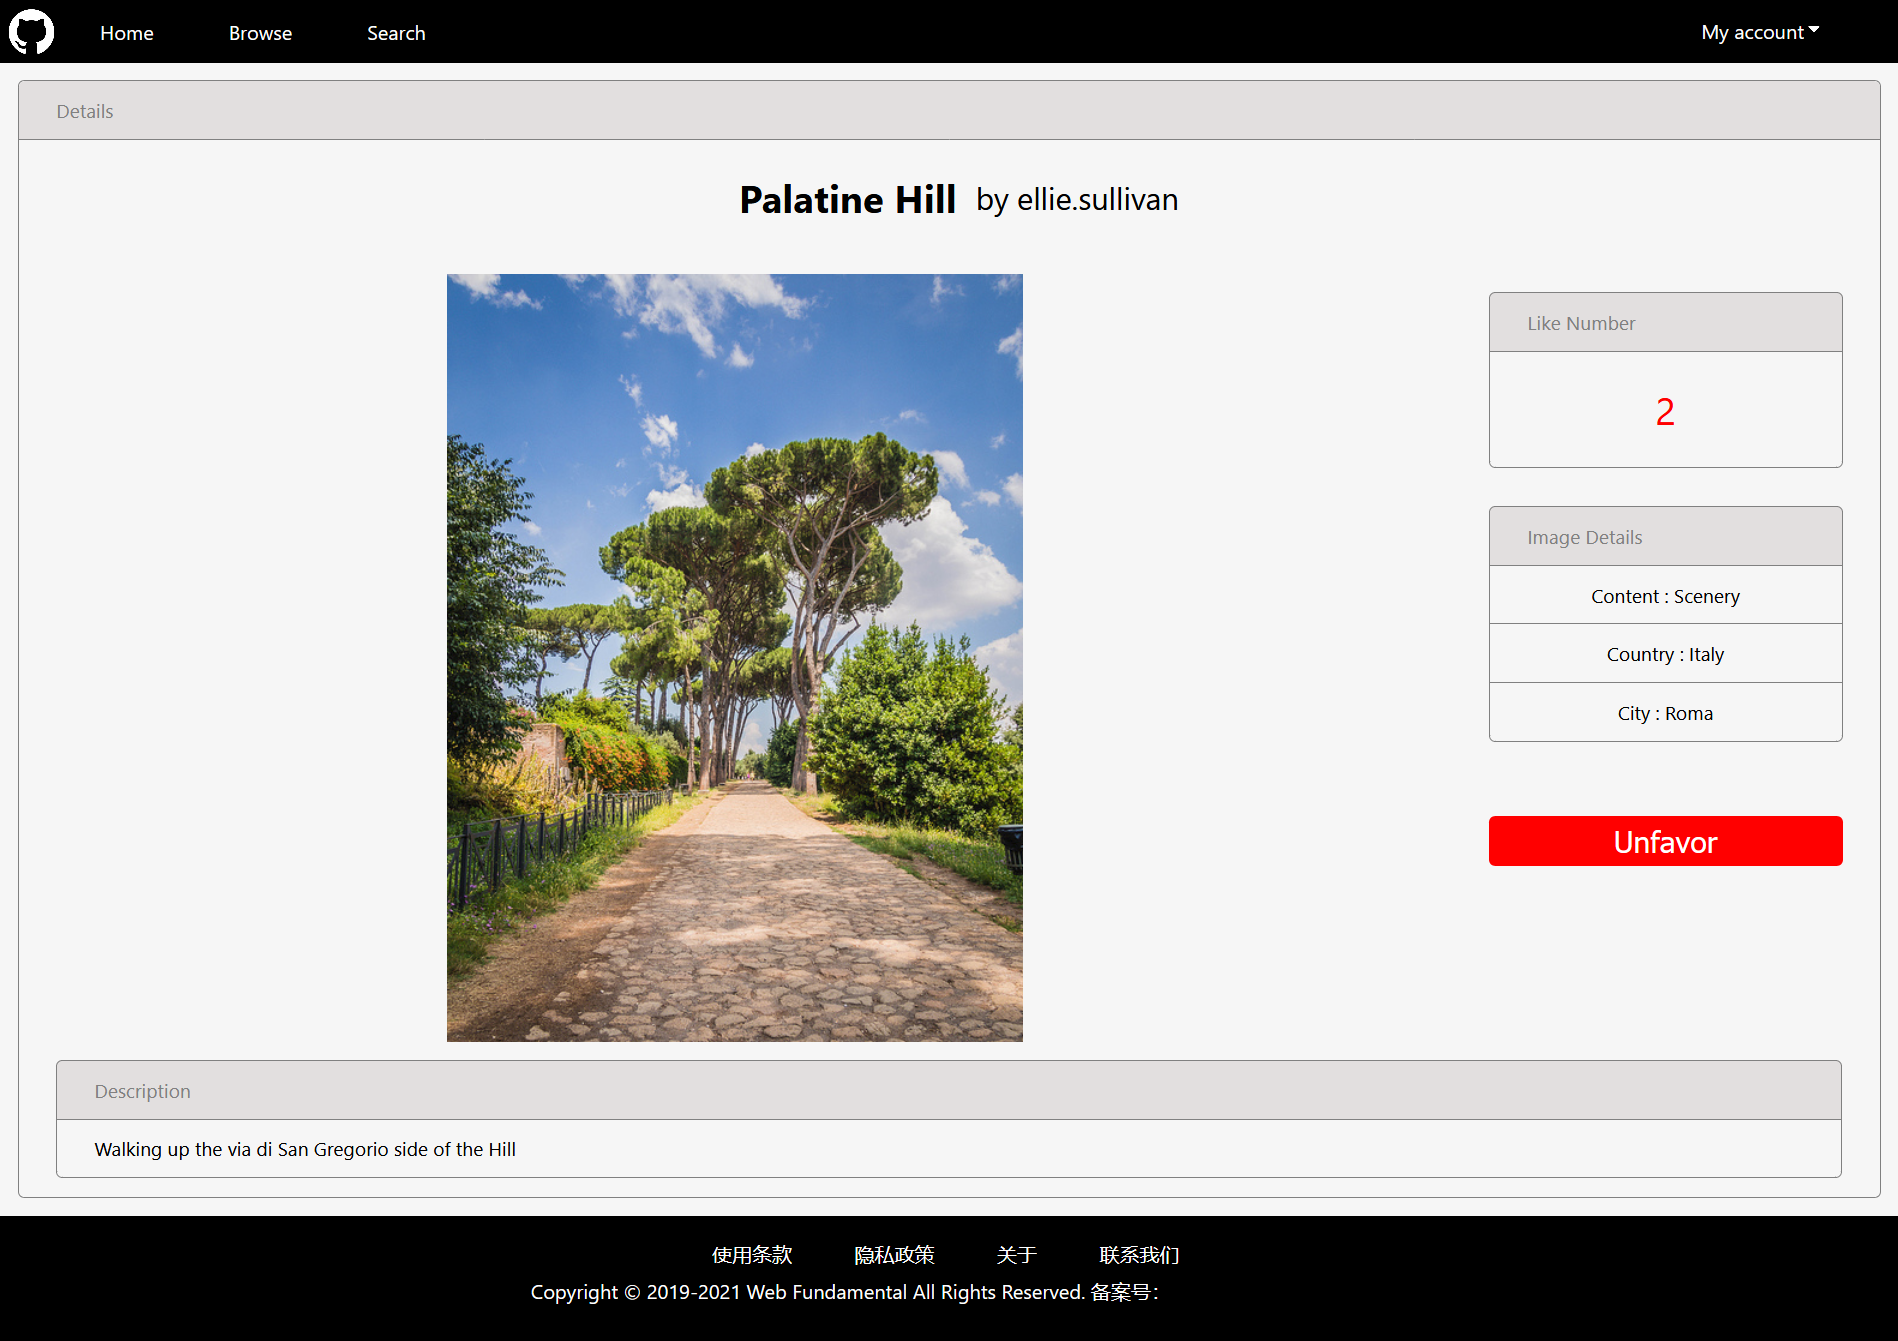 Home Browse Search My account
Details
Palatine Hill by ellie.sullivan
Like Number
2
Image Details
Content : Scenery
Country : Italy
City : Roma
Unfavor
Description
Walking up the via di San Gregorio side of the Hill
使用条款 隐私政策 关于 联系我们
Copyright © 2019-2021 Web Fundamental All Rights Reserved. 备案号：